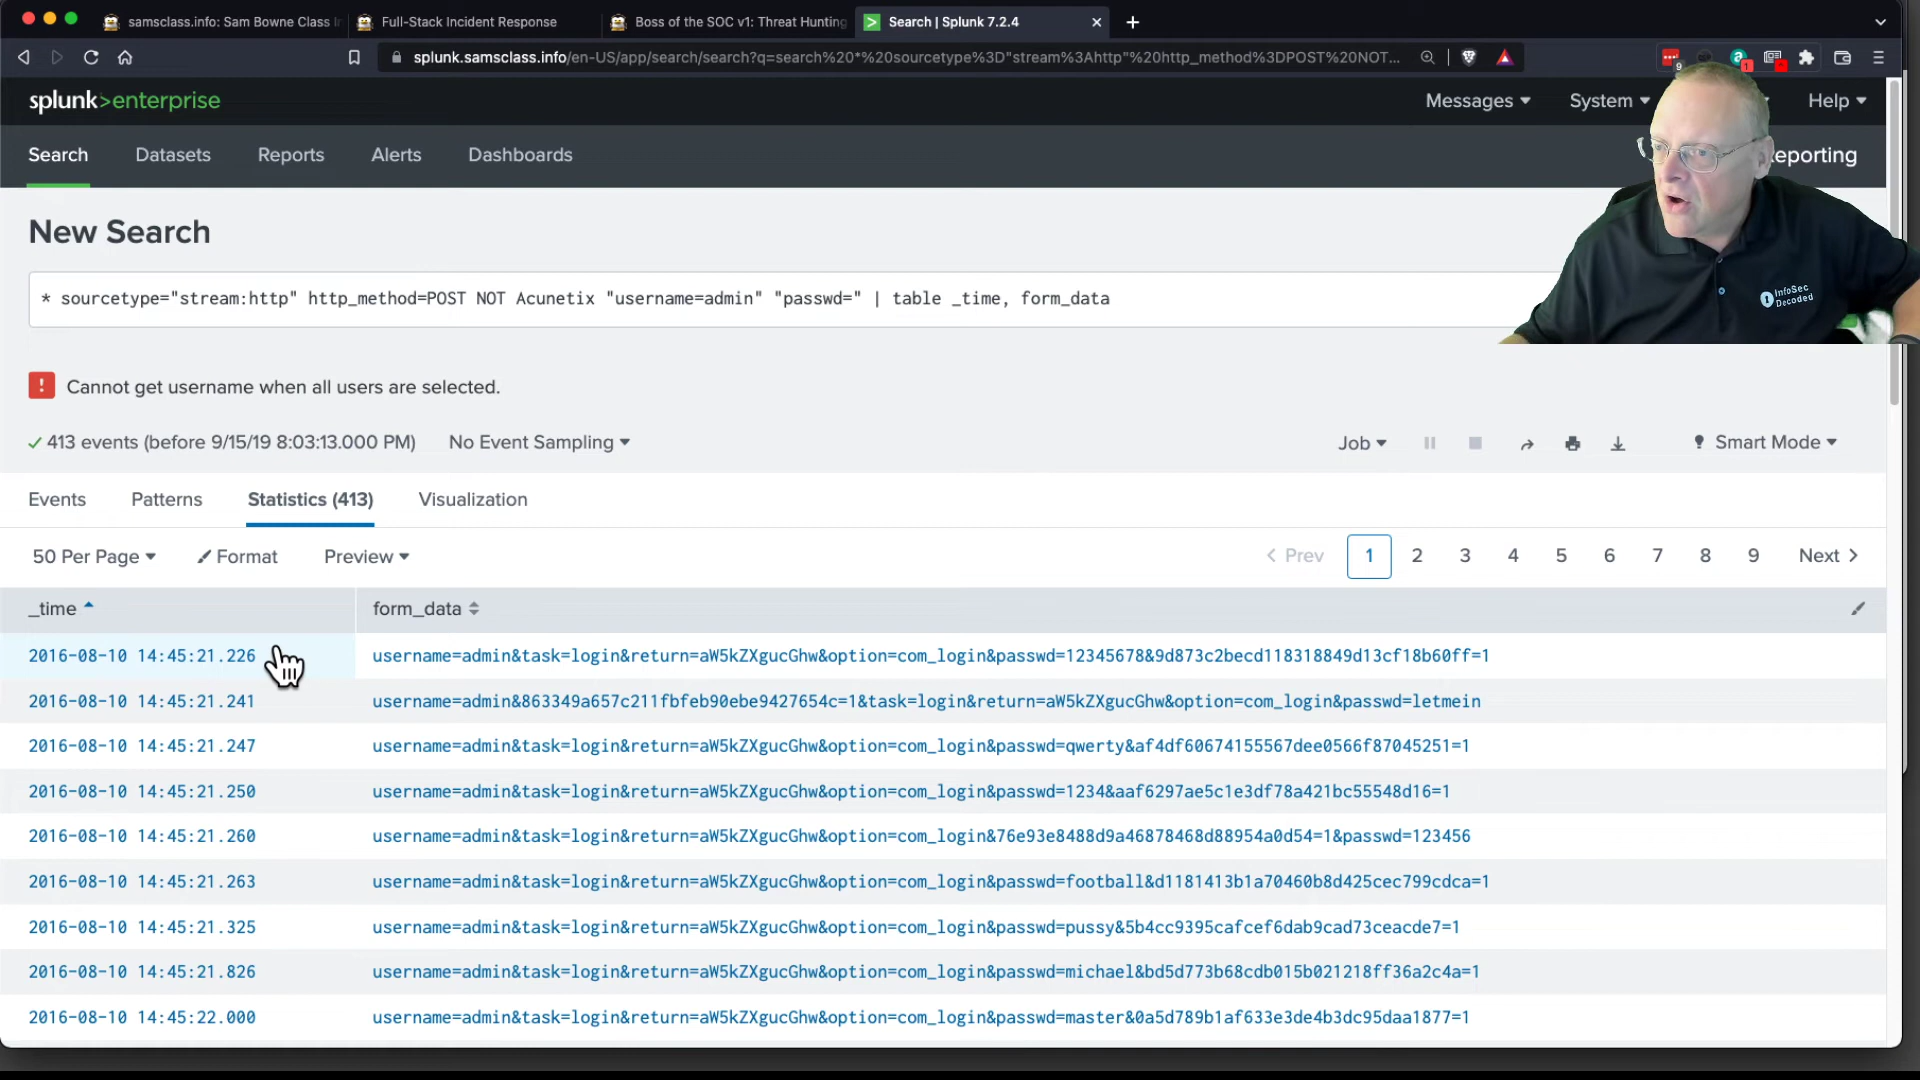 samsclass.info: Sam Bowne Class I
Full-Stack Incident Response
Boss of the SOC v1: Threat Hunting
Search | Splunk 7.2.4
splunk.samsclass.info/en-US/app/search/search?q=search%20*%20sourcetype%3D"stream%3Ahttp"%20http_method%3DPOST%20NOT...
9
1
splunk>enterprise
Messages
System
Help
Search
Datasets
Reports
Alerts
Dashboards
eporting
New Search
* sourcetype="stream:http" http_method=POST NOT Acunetix "username=admin" "passwd=" | table _time, form_data
InfoSec
Decoded
! Cannot get username when all users are selected.
413 events (before 9/15/19 8:03:13.000 PM)
No Event Sampling
Job
Smart Mode
Events
Patterns
Statistics (413)
Visualization
50 Per Page
Format
Preview
< Prev 1 2 3 4 5 6 7 8 9 Next >
_time
form_data
2016-08-10 14:45:21.226 username=admin&task=login&return=aW5kZXgucGhw&option=com_login&passwd=12345678&9d873c2becd118318849d13cf18b60ff=1
2016-08-10 14:45:21.241 username=admin&863349a657c211fbfeb90ebe9427654c=1&task=login&return=aW5kZXgucGhw&option=com_login&passwd=letmein
2016-08-10 14:45:21.247 username=admin&task=login&return=aW5kZXgucGhw&option=com_login&passwd=qwerty&af4df60674155567dee0566f87045251=1
2016-08-10 14:45:21.250 username=admin&task=login&return=aW5kZXgucGhw&option=com_login&passwd=1234&aaf6297ae5c1e3df78a421bc55548d16=1
2016-08-10 14:45:21.260 username=admin&task=login&return=aW5kZXgucGhw&option=com_login&76e93e8488d9a46878468d88954a0d54=1&passwd=123456
2016-08-10 14:45:21.263 username=admin&task=login&return=aW5kZXgucGhw&option=com_login&passwd=football&d1181413b1a70460b8d425cec799cdca=1
2016-08-10 14:45:21.325 username=admin&task=login&return=aW5kZXgucGhw&option=com_login&passwd=pussy&5b4cc9395cafcef6dab9cad73ceacde7=1
2016-08-10 14:45:21.826 username=admin&task=login&return=aW5kZXgucGhw&option=com_login&passwd=michael&bd5d773b68cdb015b021218ff36a2c4a=1
2016-08-10 14:45:22.000 username=admin&task=login&return=aW5kZXgucGhw&option=com_login&passwd=master&0a5d789b1af633e3de4b3dc95daa1877=1